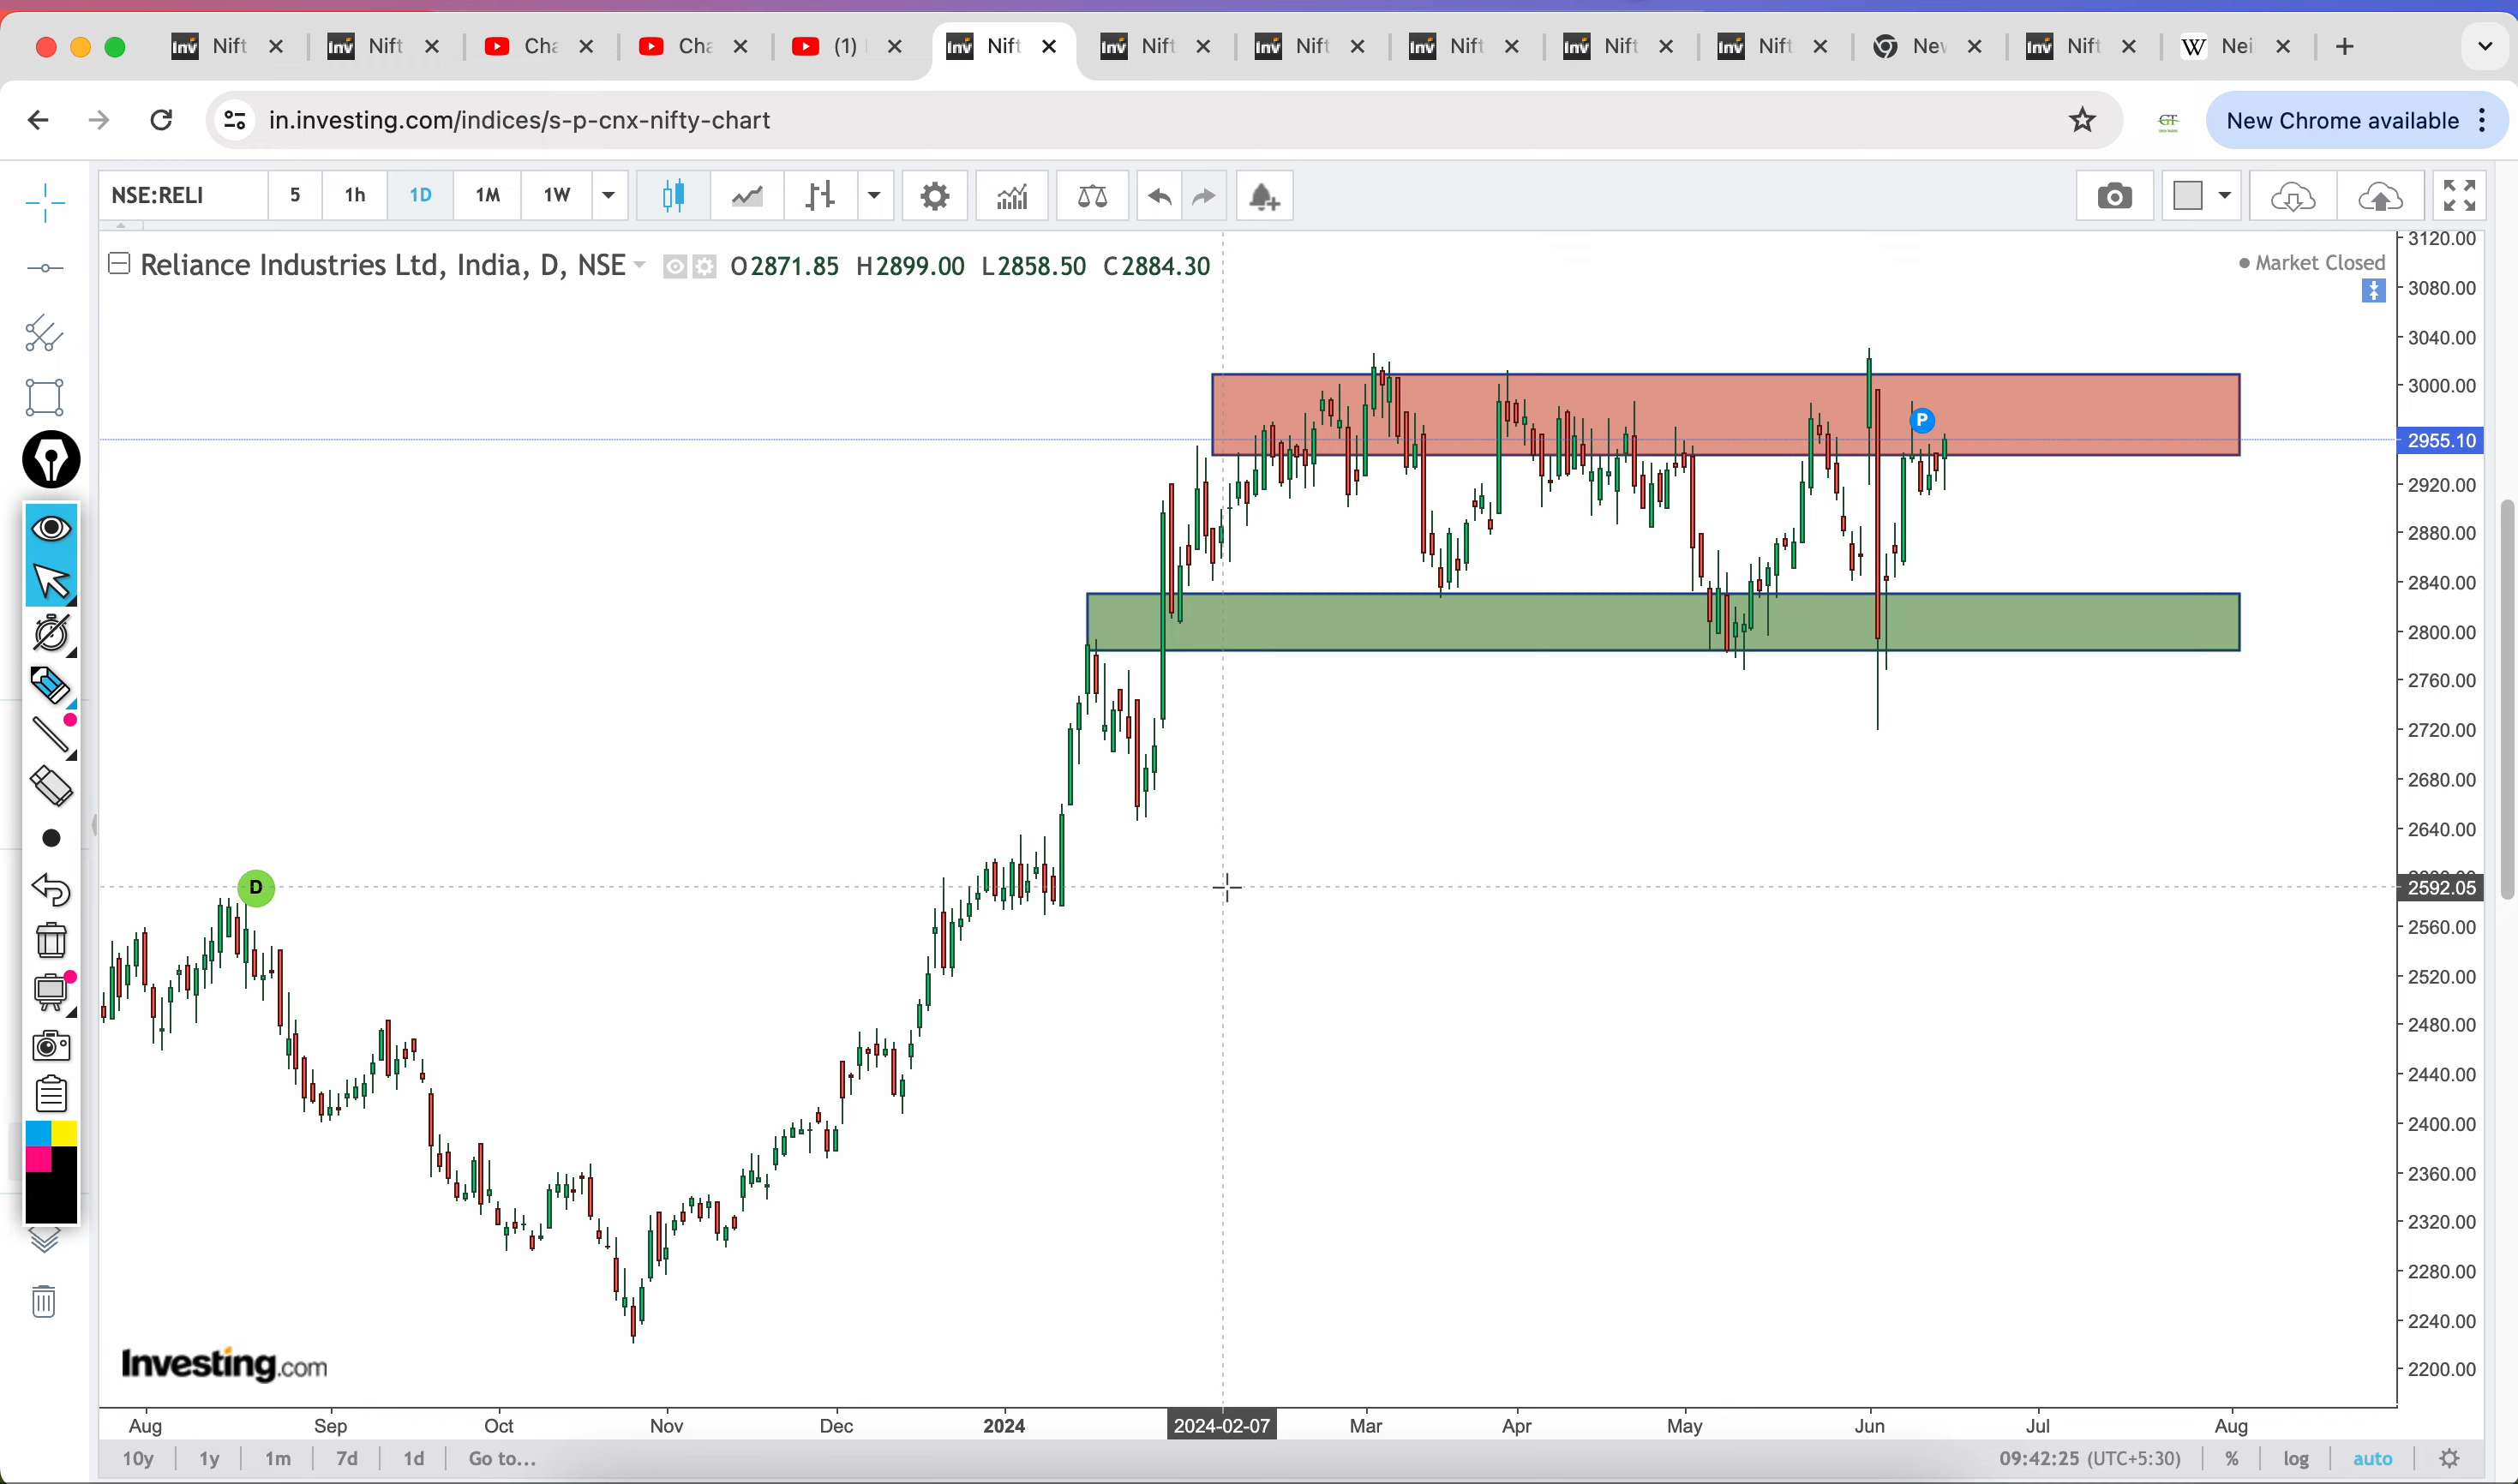 Nift Nift Cha Cha (1) Nift Nift Nift Nift Nift Nift Nev Nift Nei
in.investing.com/indices/s-p-cnx-nifty-chart New Chrome available
NSE:RELI 5 1h 1D 1M 1W
Reliance Industries Ltd, India, D, NSE O2871.85 H2899.00 L2858.50 C2884.30
Market Closed
3120.00
3080.00
3040.00
3000.00
P
2955.10
2920.00
2880.00
2840.00
2800.00
2760.00
2720.00
2680.00
2640.00
D
2592.05
2560.00
2520.00
2480.00
2440.00
2400.00
2360.00
2320.00
2280.00
2240.00
2200.00
Investing.com
Aug Sep Oct Nov Dec 2024 2024-02-07 Mar Apr May Jun Jul Aug
10y 1y 1m 7d 1d Go to... 09:42:25 (UTC+5:30) % log auto